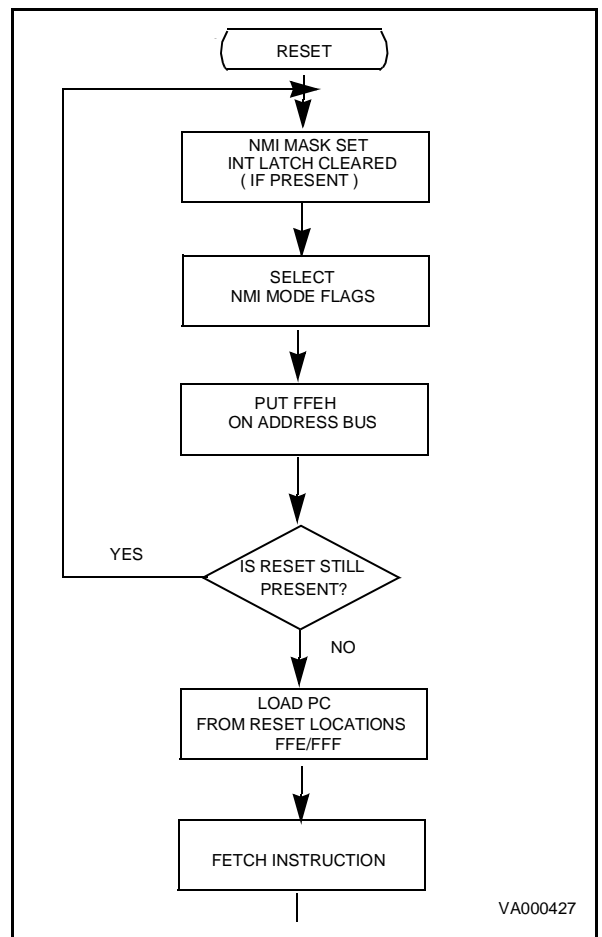 RESET
NMI MASK SET
INT LATCH CLEARED
( IF PRESENT )
SELECT
NMI MODE FLAGS
PUT FFEH
ON ADDRESS BUS
YES
IS RESET STILL
PRESENT?
NO
LOAD PC
FROM RESET LOCATIONS
FFE/FFF
FETCH INSTRUCTION
VA000427